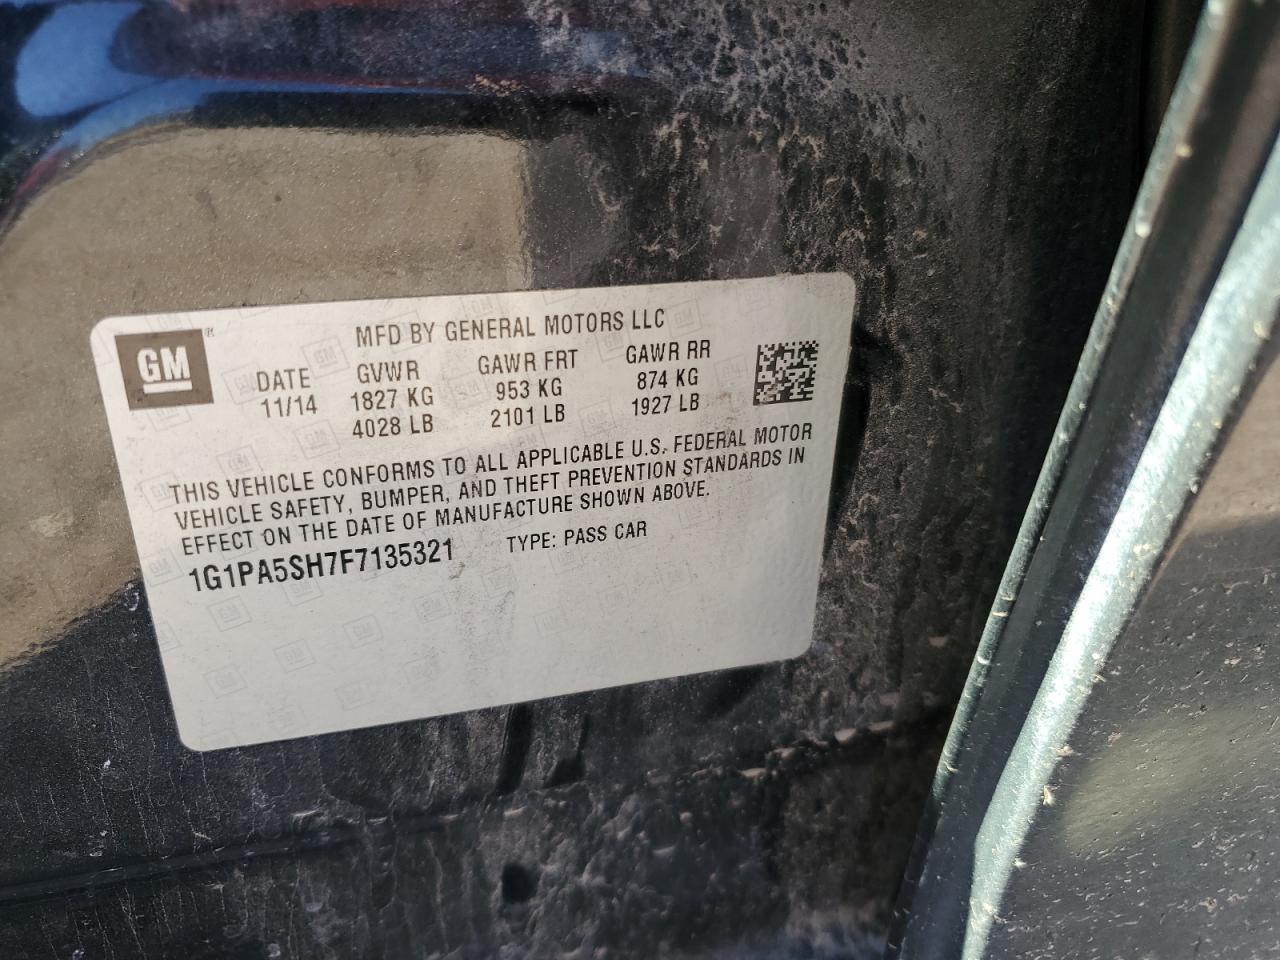 GM ®
MFD BY GENERAL MOTORS LLC
DATE GVWR GAWR FRT GAWR RR
11/14 1827 KG 953 KG 874 KG
4028 LB 2101 LB 1927 LB
THIS VEHICLE CONFORMS TO ALL APPLICABLE U.S. FEDERAL MOTOR
VEHICLE SAFETY, BUMPER, AND THEFT PREVENTION STANDARDS IN
EFFECT ON THE DATE OF MANUFACTURE SHOWN ABOVE.
1G1PA5SH7F7135321 TYPE: PASS CAR